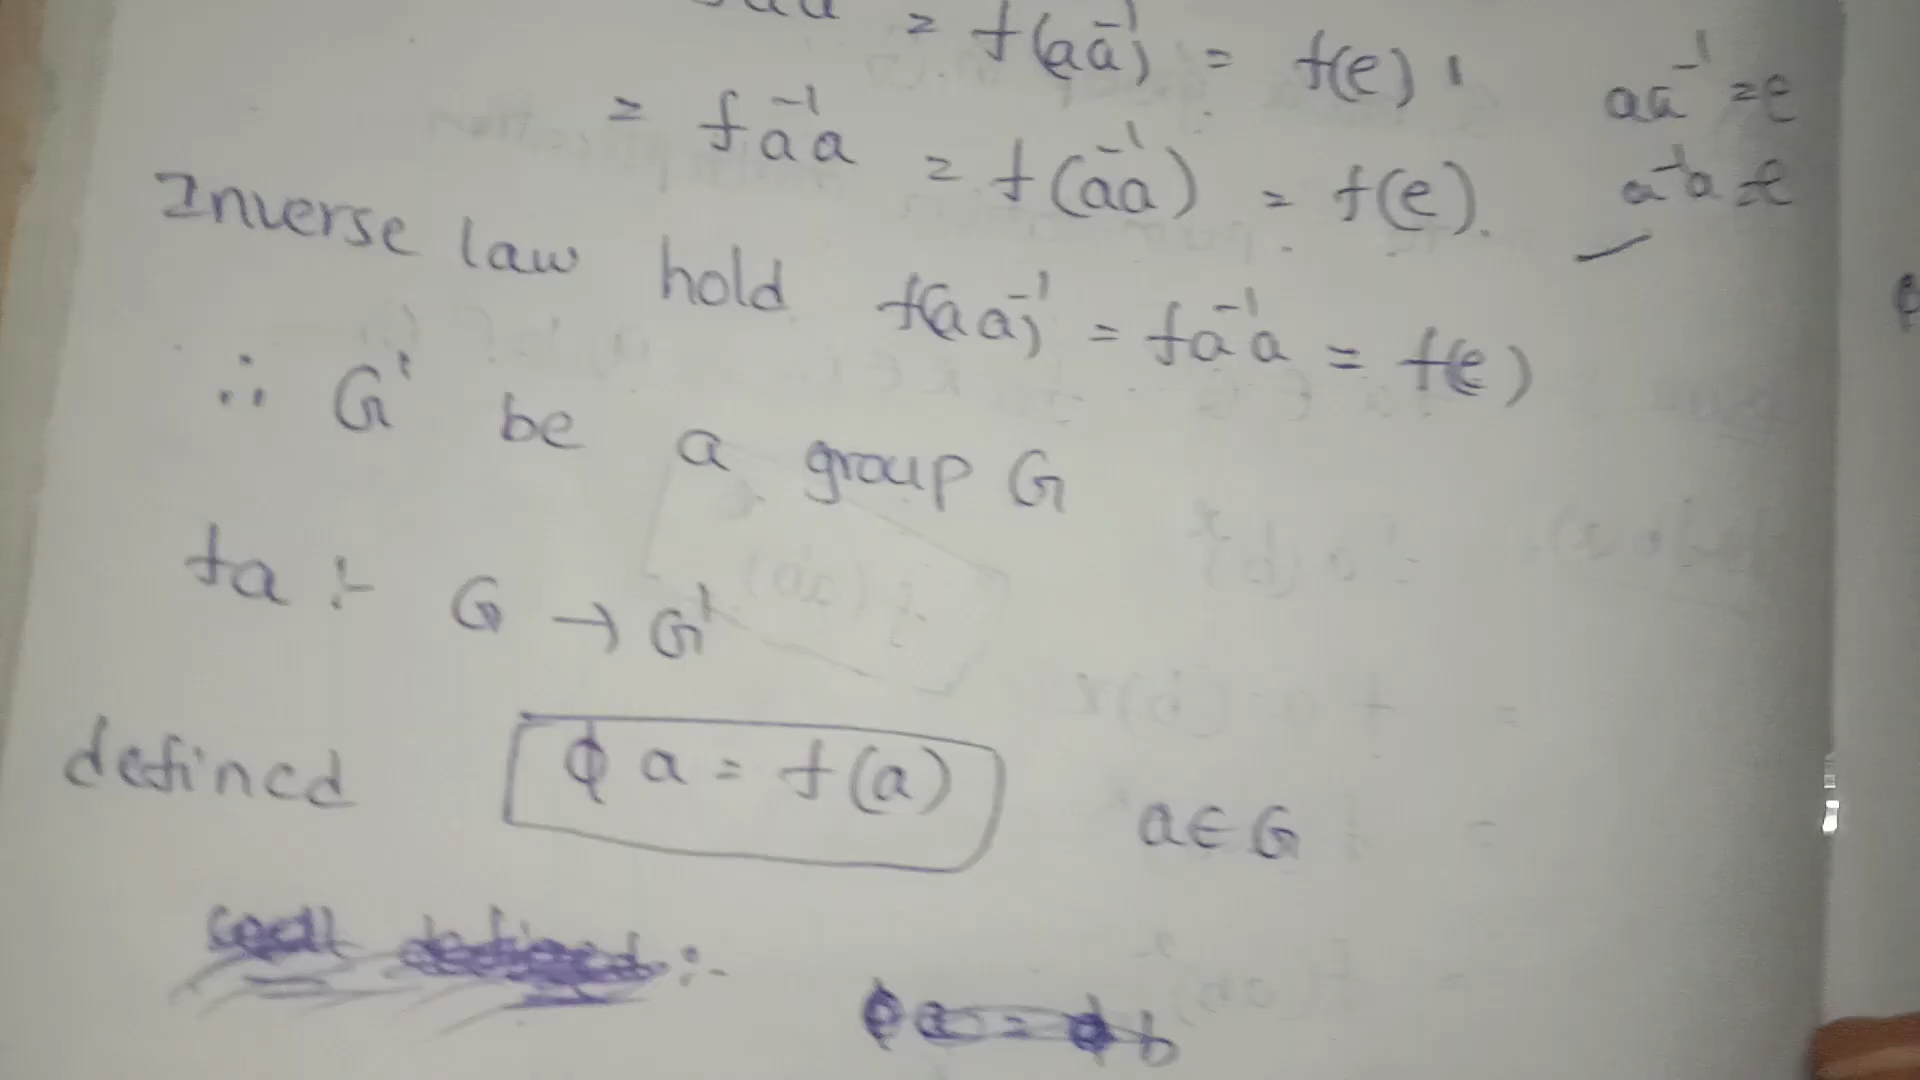 = f(aa⁻¹) = f(e) '  aa⁻¹ = e
= fa⁻¹a = f(a⁻¹a) = f(e).  a⁻¹a = e
Inverse law hold f(aa⁻¹) = fa⁻¹a = f(e)
∴ G' be a group G
fa :- G → G'
defined ϕ a = f(a)  a ∈ G
defined :-
ϕ a = ϕ b